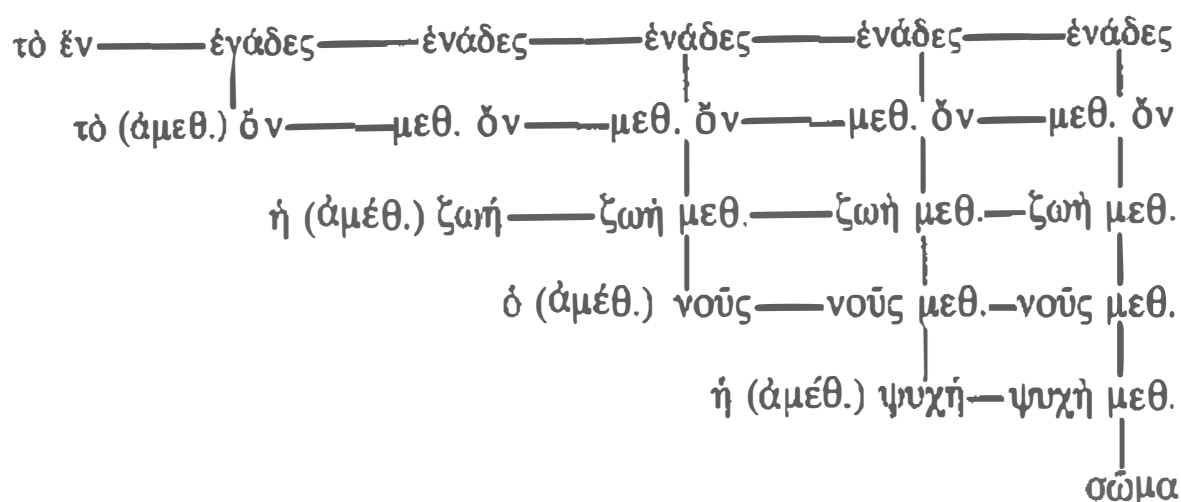 τὸ ἕν ἑνάδες ἑνάδες ἑνάδες ἑνάδες ἑνάδες
τὸ (ἀμεθ.) ὄν μεθ. ὄν μεθ. ὄν μεθ. ὄν μεθ. ὄν
ἡ (ἀμέθ.) ζωή ζωὴ μεθ. ζωὴ μεθ. ζωὴ μεθ.
ὁ (ἀμέθ.) νοῦς νοῦς μεθ. νοῦς μεθ.
ἡ (ἀμέθ.) ψυχή ψυχὴ μεθ.
σῶμα